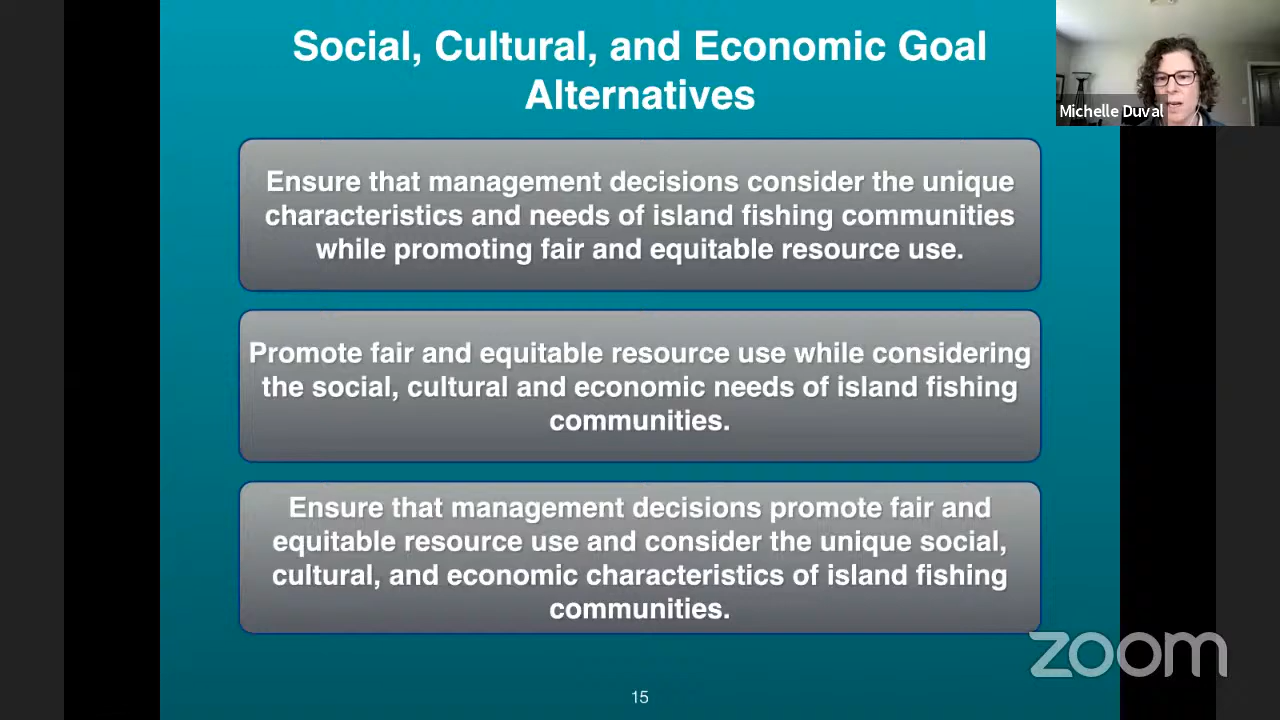 Social, Cultural, and Economic Goal
Alternatives
Michelle Duval
Ensure that management decisions consider the unique
characteristics and needs of island fishing communities
while promoting fair and equitable resource use.
Promote fair and equitable resource use while considering
the social, cultural and economic needs of island fishing
communities.
Ensure that management decisions promote fair and
equitable resource use and consider the unique social,
cultural, and economic characteristics of island fishing
communities.
zoom
15